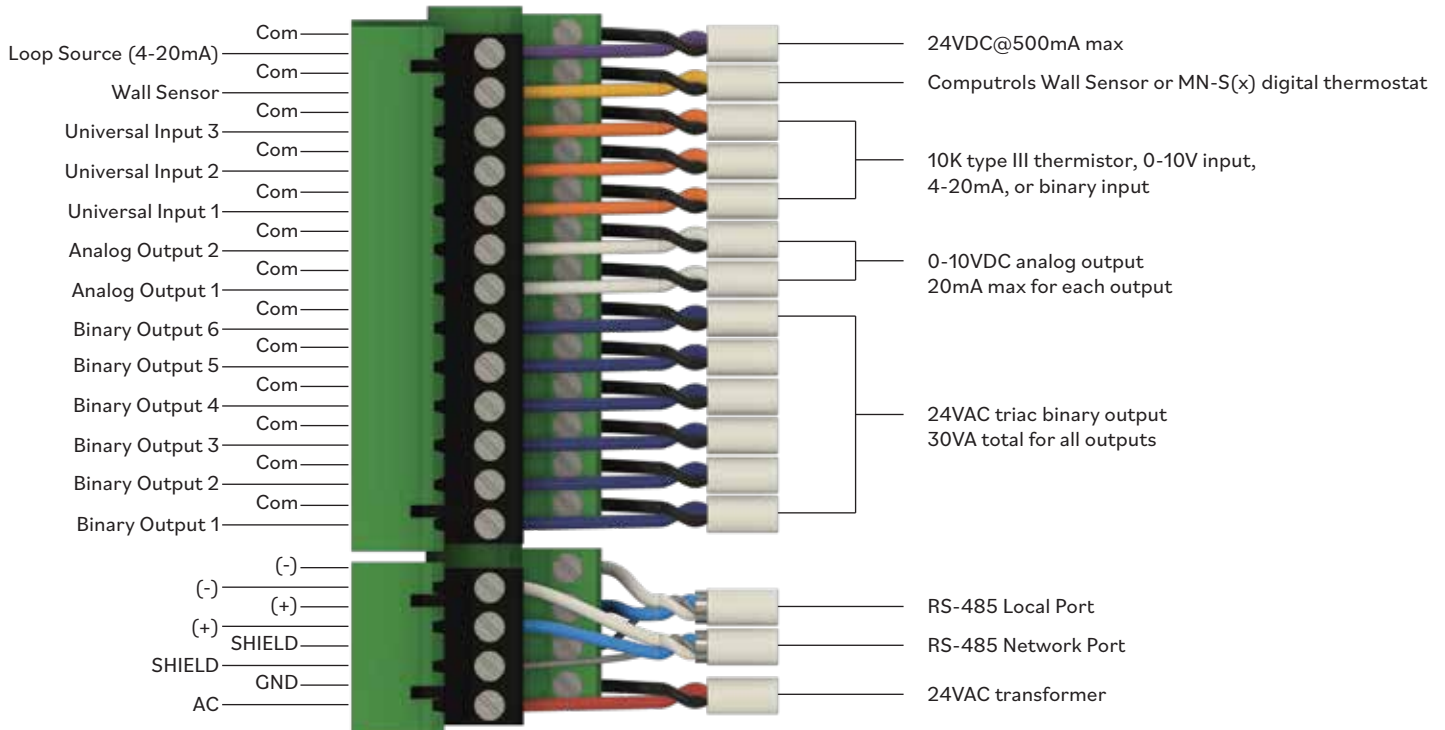 Com
Loop Source (4-20mA)
Com
Wall Sensor
Com
Universal Input 3
Com
Universal Input 2
Com
Universal Input 1
Com
Analog Output 2
Com
Analog Output 1
Com
Binary Output 6
Com
Binary Output 5
Com
Binary Output 4
Com
Binary Output 3
Com
Binary Output 2
Com
Binary Output 1
(-)
(-)
(+)
(+)
SHIELD
SHIELD
GND
AC
24VDC@500mA max
Computrols Wall Sensor or MN-S(x) digital thermostat
10K type III thermistor, 0-10V input,
4-20mA, or binary input
0-10VDC analog output
20mA max for each output
24VAC triac binary output
30VA total for all outputs
RS-485 Local Port
RS-485 Network Port
24VAC transformer